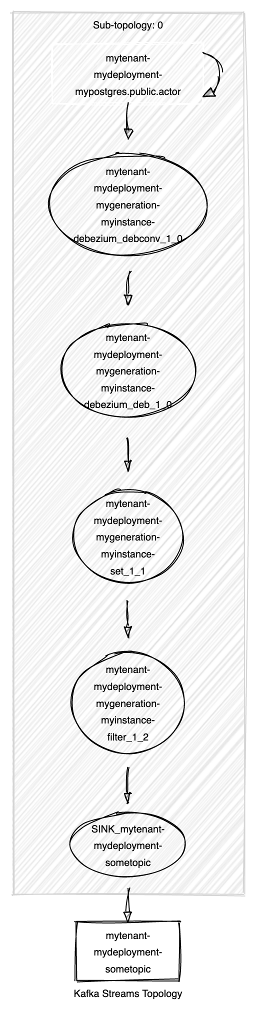 Sub-topology: 0
mytenant-
mydeployment-
mypostgres.public.actor
mytenant-
mydeployment-
mygeneration-
myinstance-
debezium_debconv_1_0
mytenant-
mydeployment-
mygeneration-
myinstance-
debezium_deb_1_0
mytenant-
mydeployment-
mygeneration-
myinstance-
set_1_1
mytenant-
mydeployment-
mygeneration-
myinstance-
filter_1_2
SINK_mytenant-
mydeployment-
sometopic
mytenant-
mydeployment-
sometopic
Kafka Streams Topology